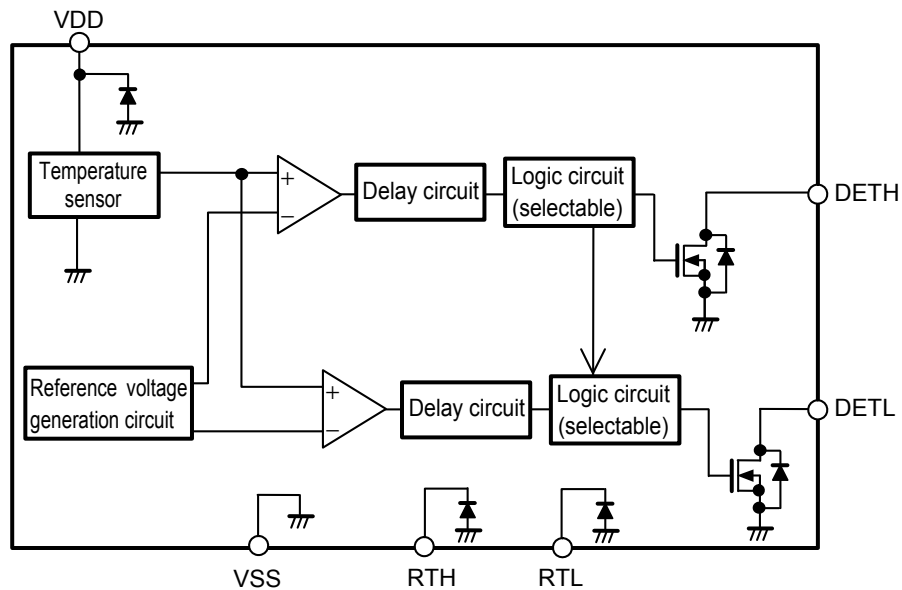 VDD
Temperature
sensor
+
−
Delay circuit
Logic circuit
(selectable)
DETH
Reference voltage
generation circuit
+
−
Delay circuit
Logic circuit
(selectable)
DETL
VSS
RTH
RTL